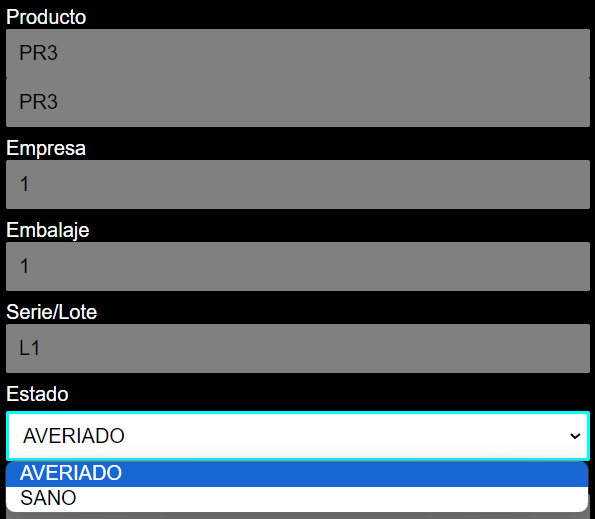 Producto
PR3
PR3
Empresa
1
Embalaje
1
Serie/Lote
L1
Estado
AVERIADO
AVERIADO
SANO